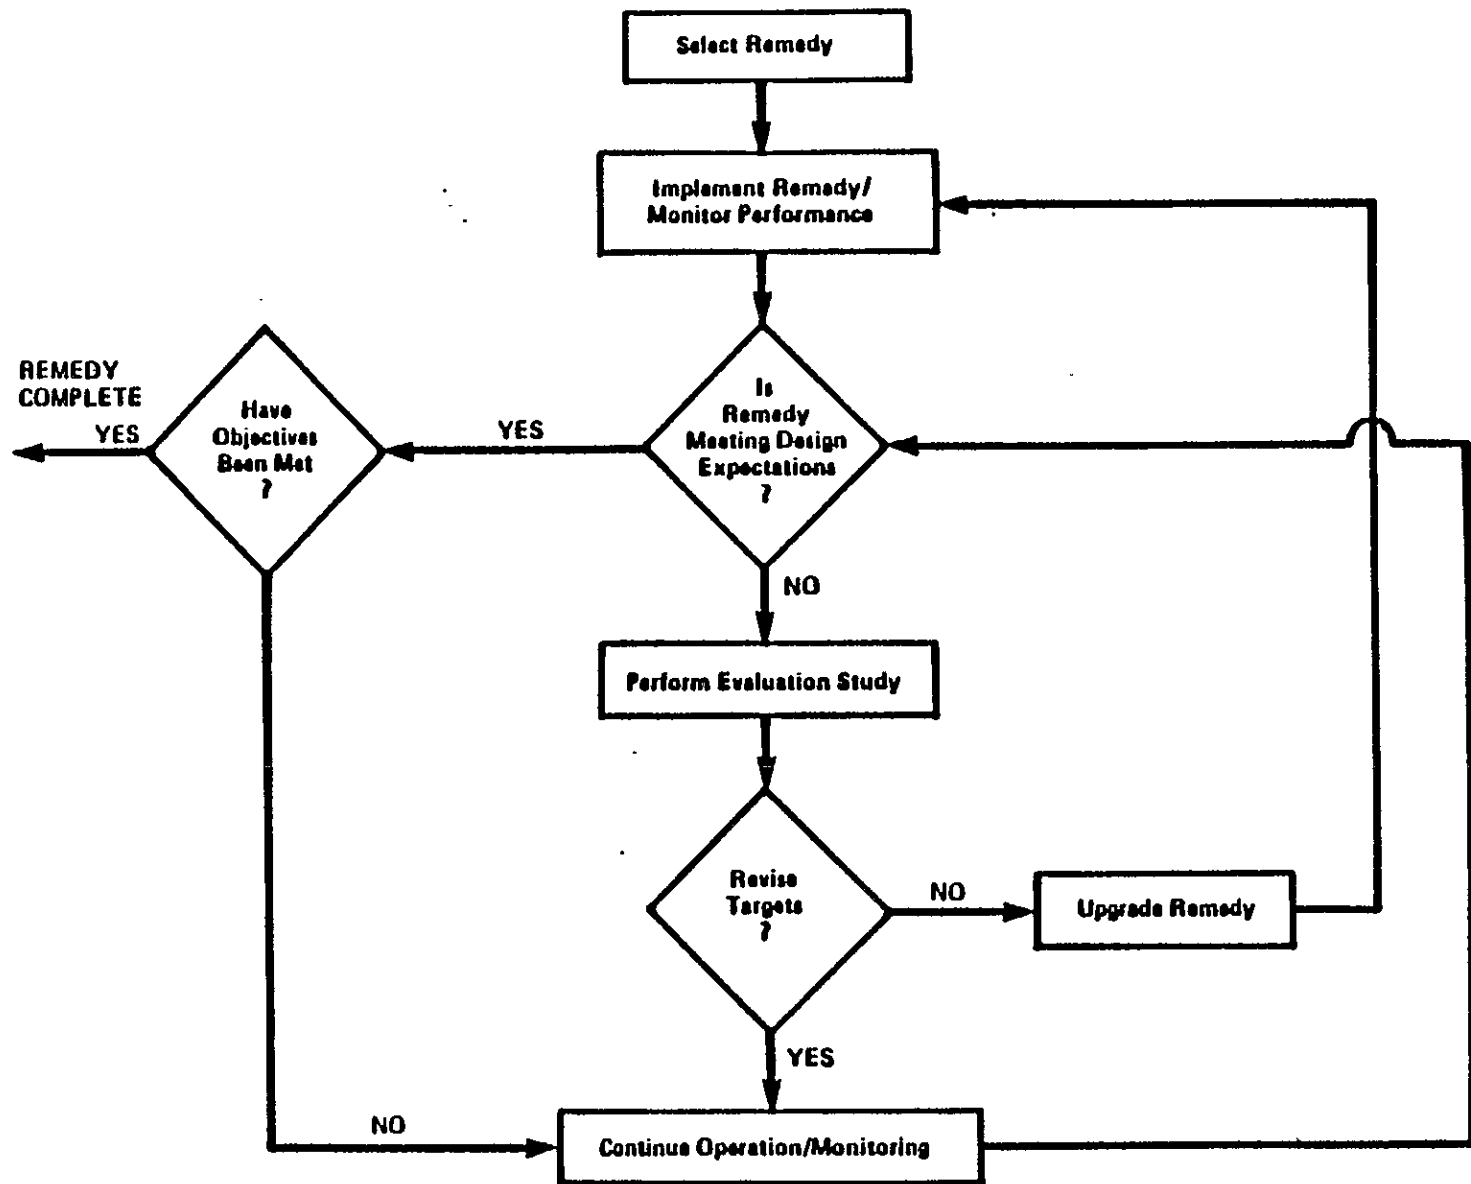 Select Remedy
Implement Remedy/
Monitor Performance
Is
Remedy
Meeting Design
Expectations
?
YES
Have
Objectives
Been Met
?
REMEDY
COMPLETE
YES
NO
Perform Evaluation Study
Revise
Targets
?
NO
Upgrade Remedy
YES
NO
Continue Operation/Monitoring